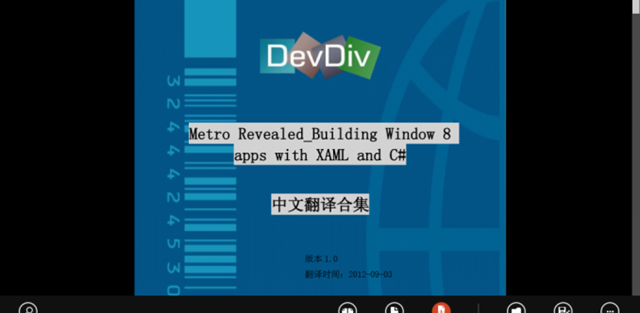 DevDiv
Metro Revealed_Building Window 8
apps with XAML and C#
中文翻译合集
版本 1.0
翻译时间：2012-09-03
3244424530